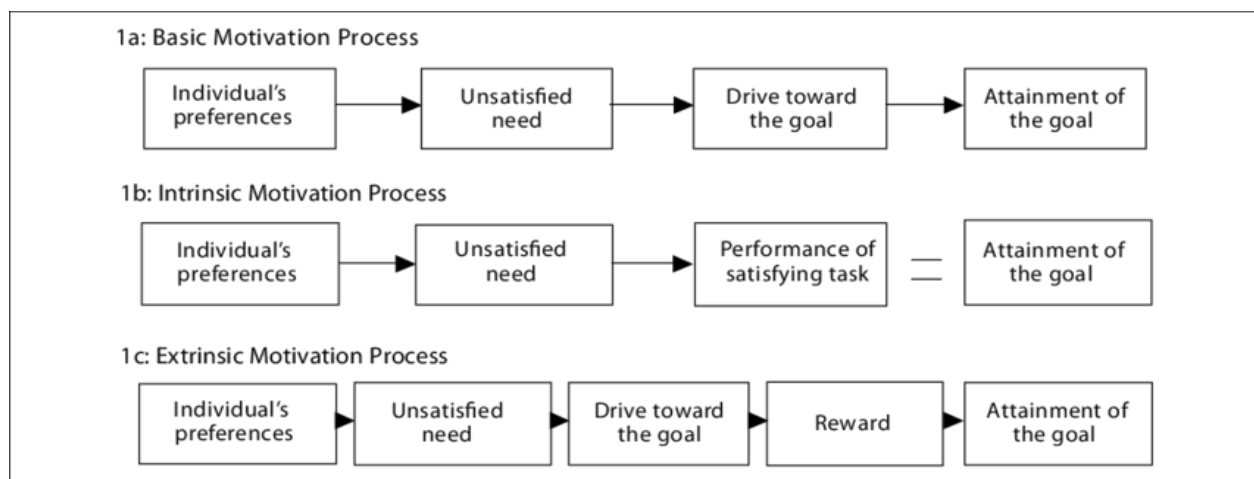 1a: Basic Motivation Process
Individual's
preferences
Unsatisfied
need
Drive toward
the goal
Attainment of
the goal
1b: Intrinsic Motivation Process
Individual's
preferences
Unsatisfied
need
Performance of
satisfying task
=
Attainment of
the goal
1c: Extrinsic Motivation Process
Individual's
preferences
Unsatisfied
need
Drive toward
the goal
Reward
Attainment of
the goal